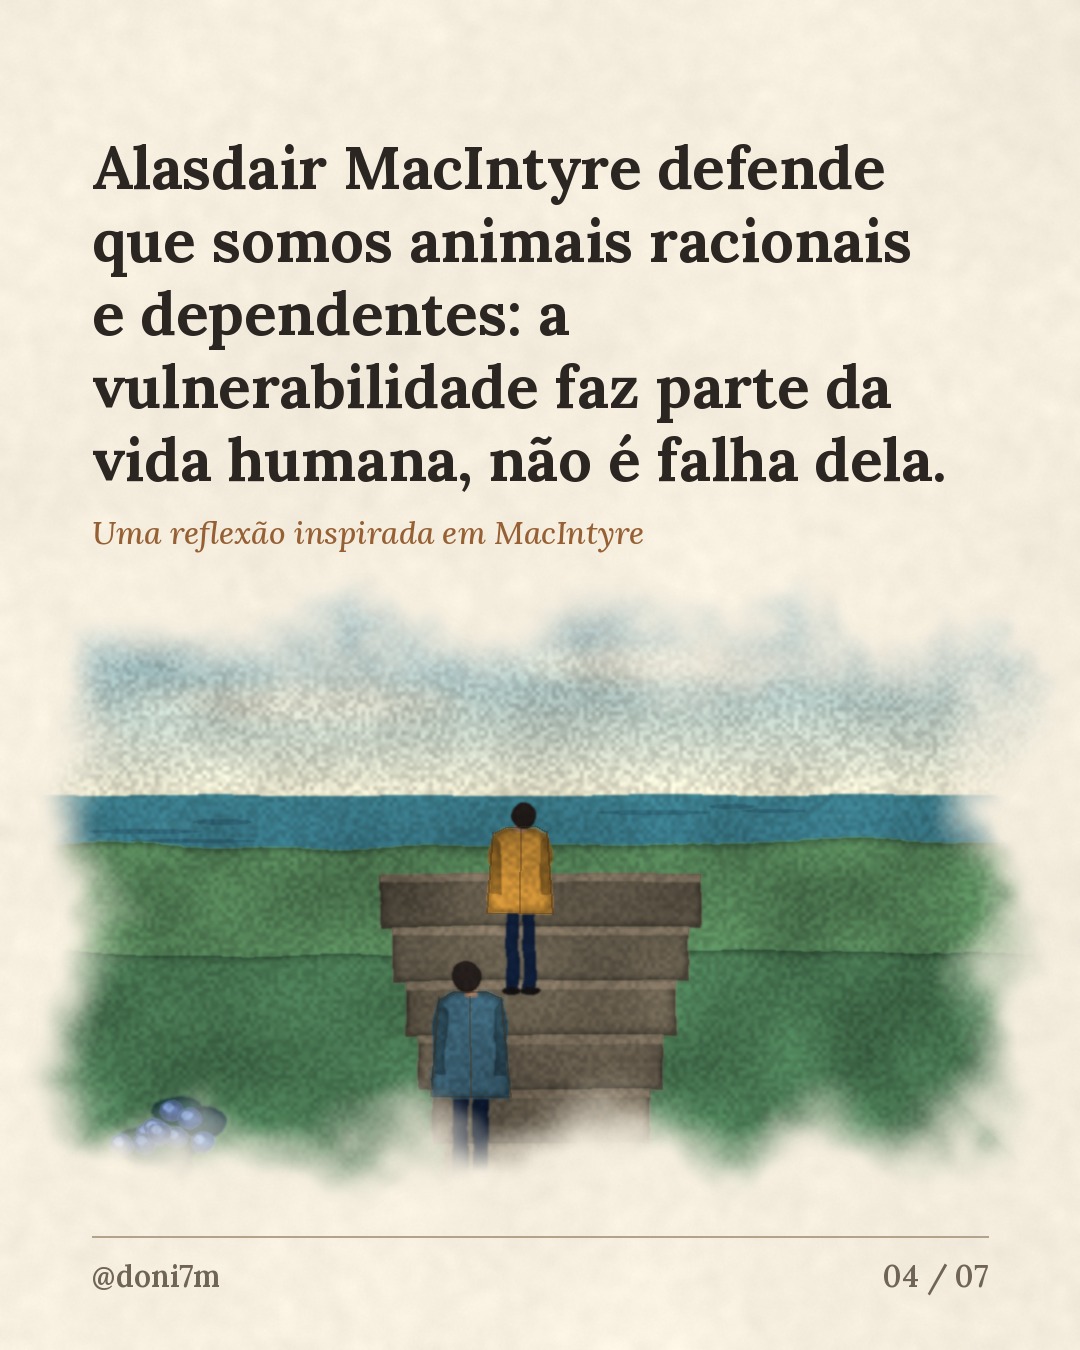 Alasdair MacIntyre defende
que somos animais racionais
e dependentes: a
vulnerabilidade faz parte da
vida humana, não é falha dela.
Uma reflexão inspirada em MacIntyre
@doni7m
04 / 07